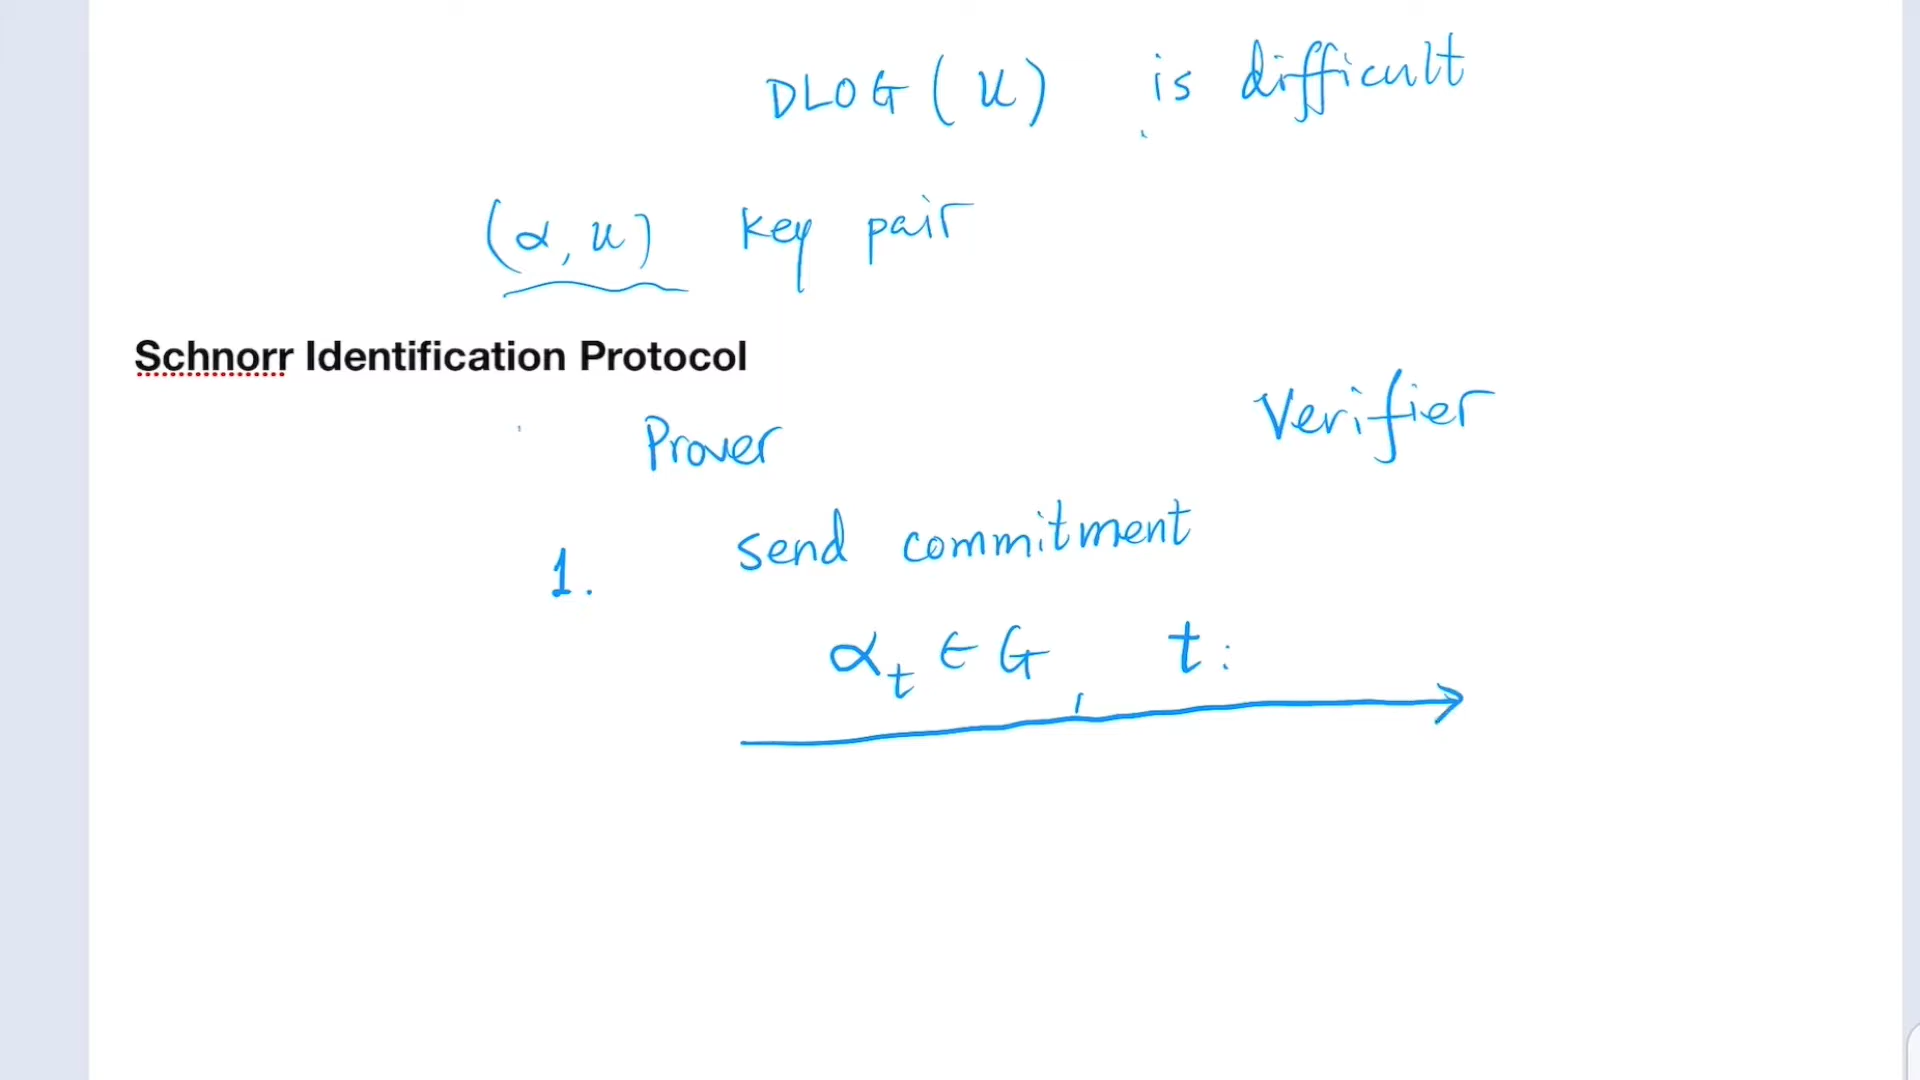 DLOG(u) is difficult
(α, u) key pair
Schnorr Identification Protocol
Prover Verifier
1. send commitment
α_t ∈ G, t: